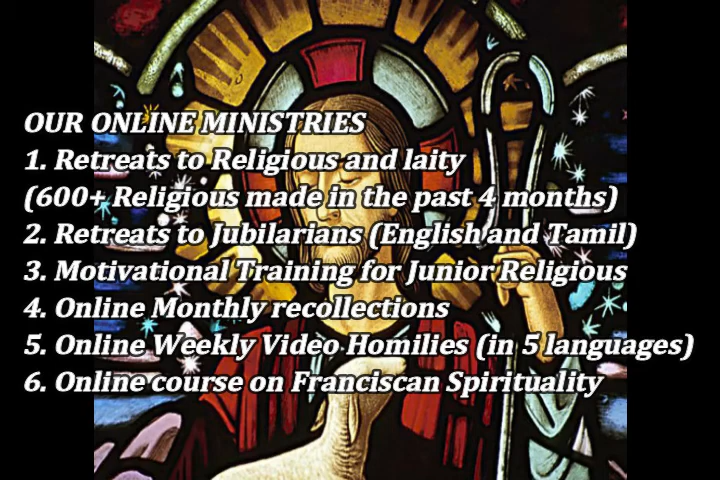 OUR ONLINE MINISTRIES
1. Retreats to Religious and laity
(600+ Religious made in the past 4 months)
2. Retreats to Jubilarians (English and Tamil)
3. Motivational Training for Junior Religious
4. Online Monthly recollections
5. Online Weekly Video Homilies (in 5 languages)
6. Online course on Franciscan Spirituality